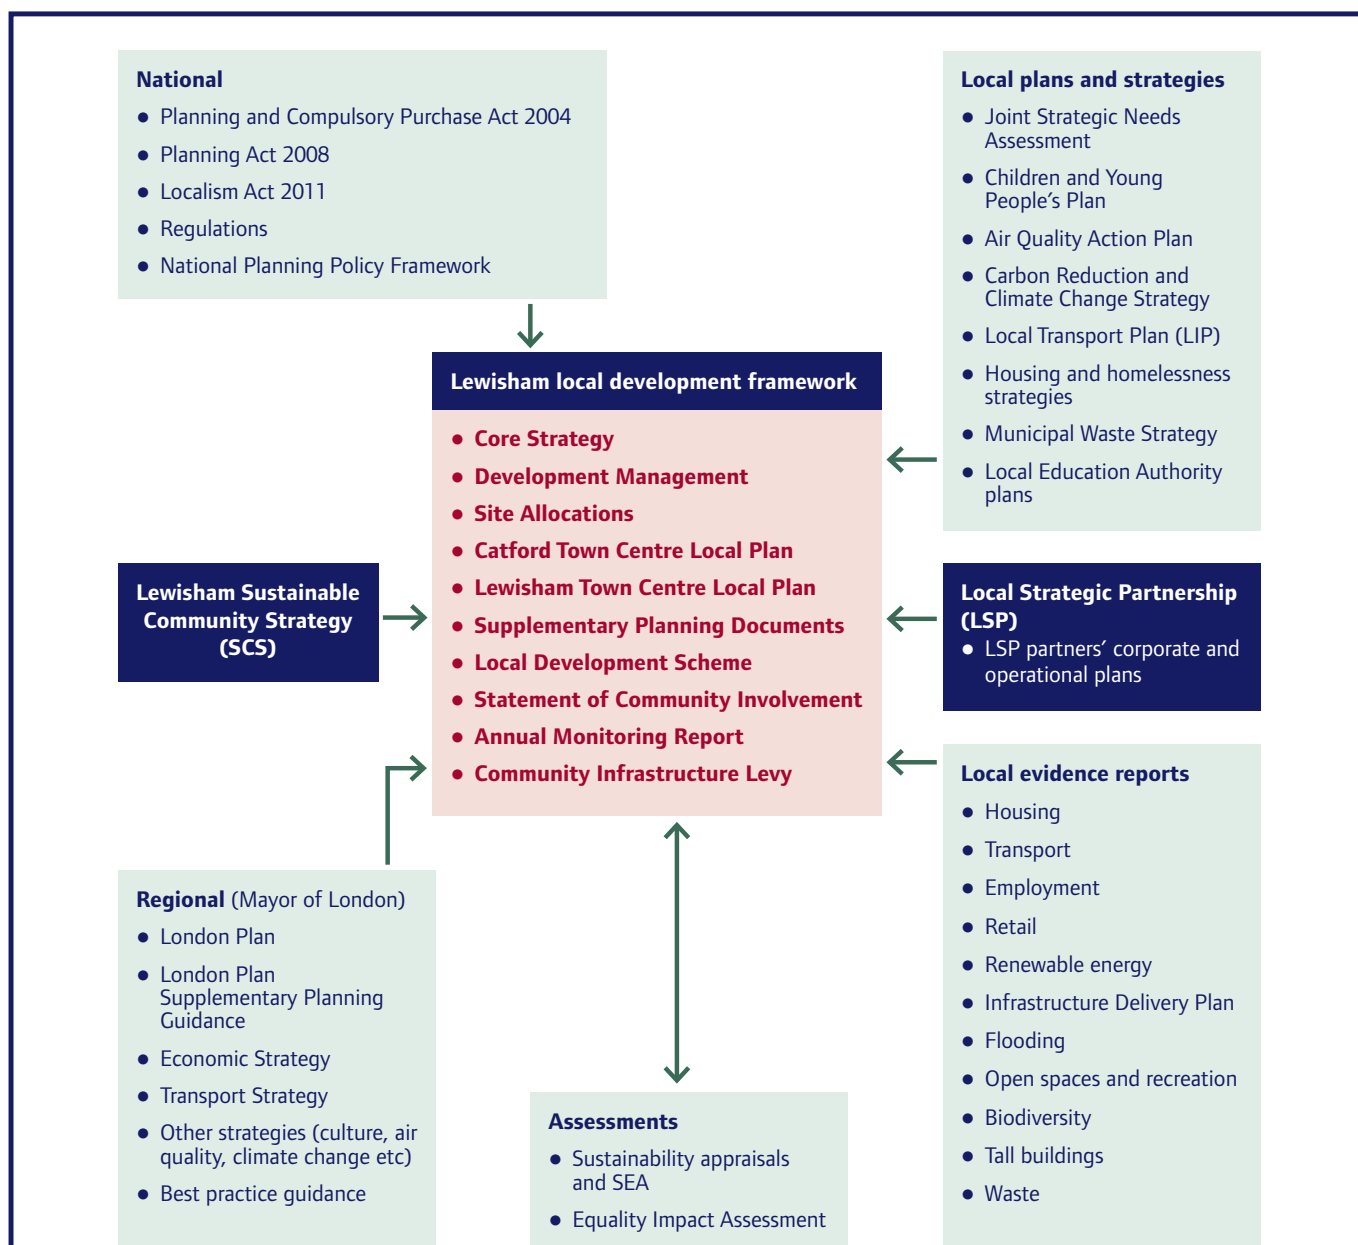 National
● Planning and Compulsory Purchase Act 2004
● Planning Act 2008
● Localism Act 2011
● Regulations
● National Planning Policy Framework
Local plans and strategies
● Joint Strategic Needs
Assessment
● Children and Young
People’s Plan
● Air Quality Action Plan
● Carbon Reduction and
Climate Change Strategy
● Local Transport Plan (LIP)
● Housing and homelessness
strategies
● Municipal Waste Strategy
● Local Education Authority
plans
Lewisham local development framework
● Core Strategy
● Development Management
● Site Allocations
● Catford Town Centre Local Plan
● Lewisham Town Centre Local Plan
● Supplementary Planning Documents
● Local Development Scheme
● Statement of Community Involvement
● Annual Monitoring Report
● Community Infrastructure Levy
Lewisham Sustainable
Community Strategy
(SCS)
Local Strategic Partnership
(LSP)
● LSP partners’ corporate and
operational plans
Regional (Mayor of London)
● London Plan
● London Plan
Supplementary Planning
Guidance
● Economic Strategy
● Transport Strategy
● Other strategies (culture, air
quality, climate change etc)
● Best practice guidance
Assessments
● Sustainability appraisals
and SEA
● Equality Impact Assessment
Local evidence reports
● Housing
● Transport
● Employment
● Retail
● Renewable energy
● Infrastructure Delivery Plan
● Flooding
● Open spaces and recreation
● Biodiversity
● Tall buildings
● Waste